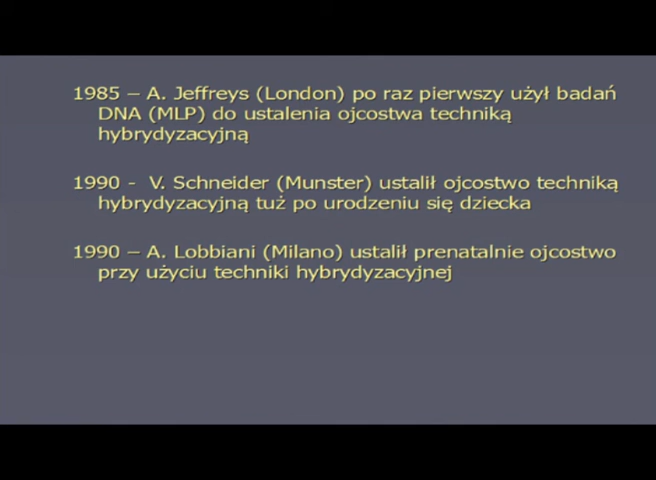 1985 – A. Jeffreys (London) po raz pierwszy użył badań
DNA (MLP) do ustalenia ojcostwa techniką
hybrydyzacyjną
1990 - V. Schneider (Munster) ustalił ojcostwo techniką
hybrydyzacyjną tuż po urodzeniu się dziecka
1990 – A. Lobbiani (Milano) ustalił prenatalnie ojcostwo
przy użyciu techniki hybrydyzacyjnej